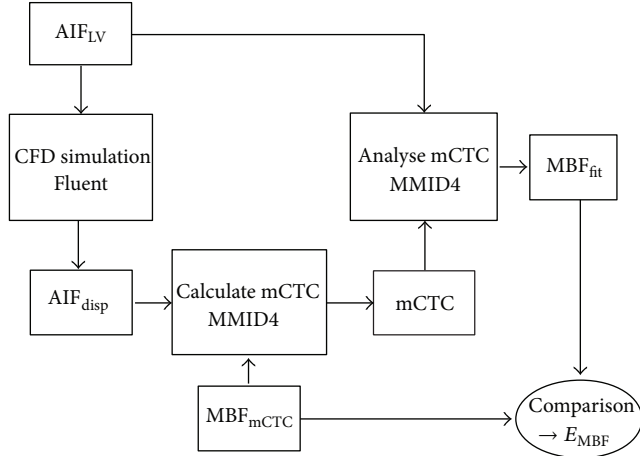 AIF_LV
CFD simulation
Fluent
Analyse mCTC
MMID4
MBF_fit
AIF_disp
Calculate mCTC
MMID4
mCTC
MBF_mCTC
Comparison
→ E_MBF